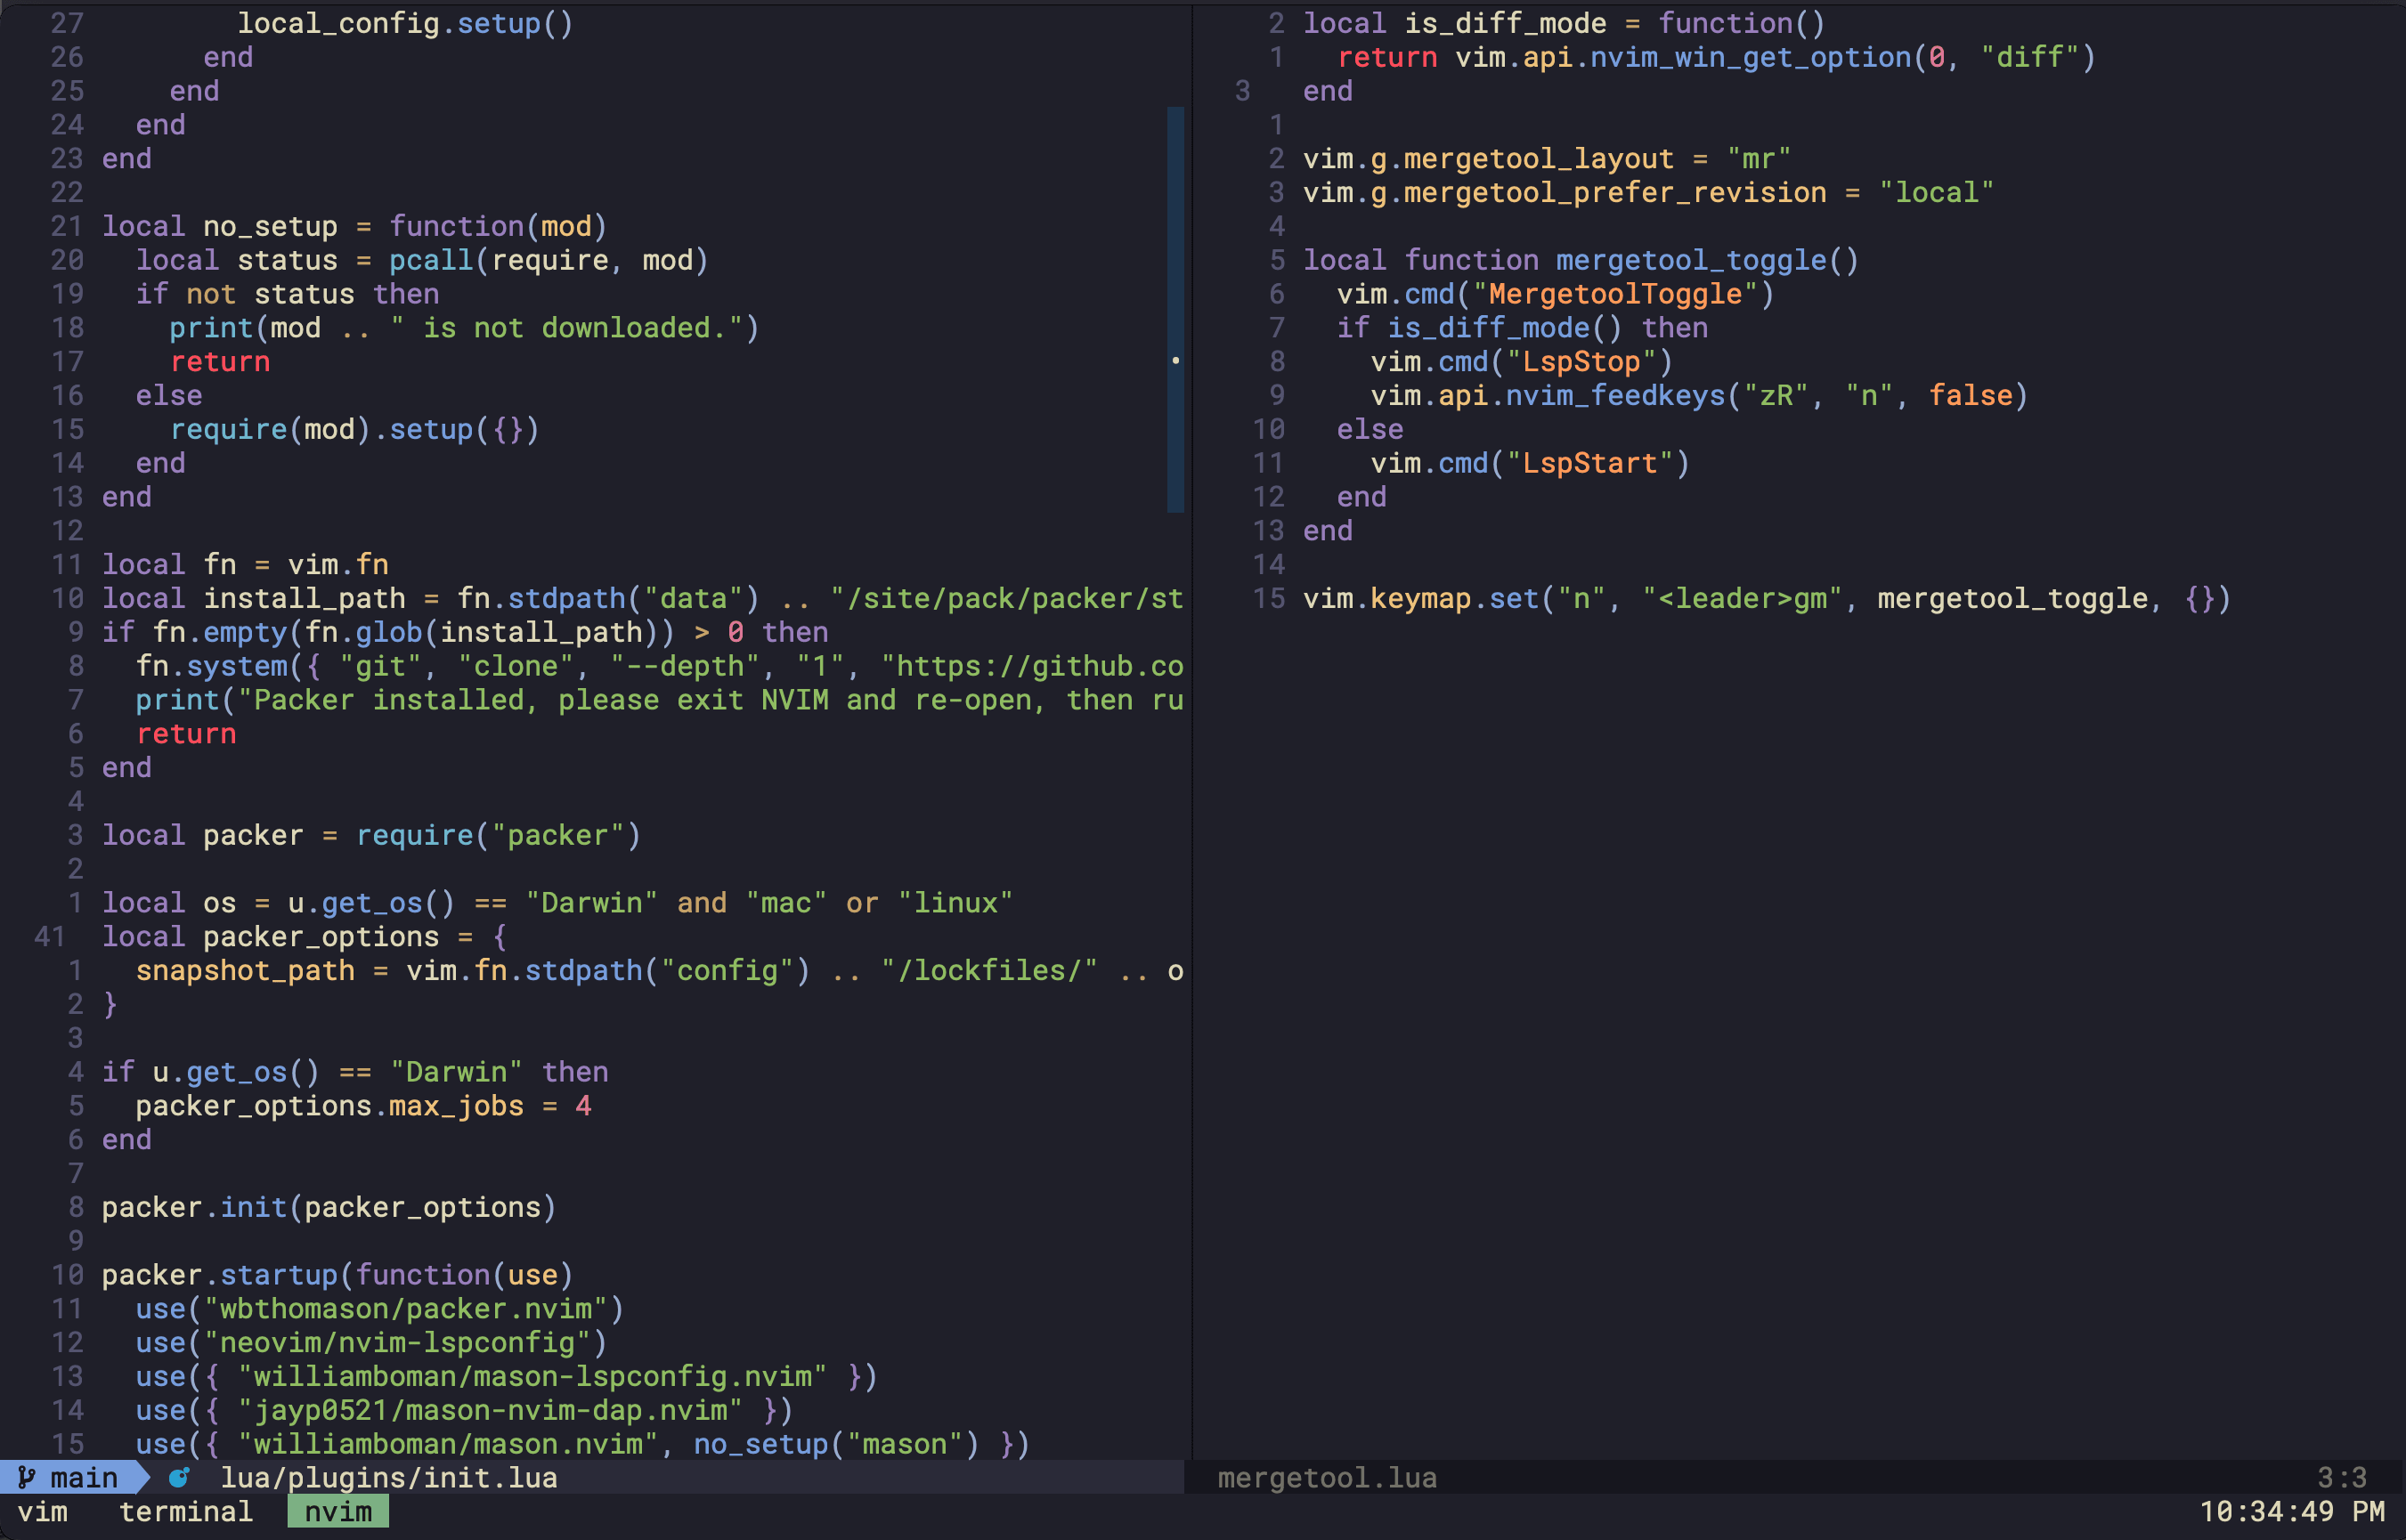 27         local_config.setup()
26       end
25     end
24   end
23 end
22
21 local no_setup = function(mod)
20   local status = pcall(require, mod)
19   if not status then
18     print(mod .. " is not downloaded.")
17     return
16   else
15     require(mod).setup({})
14   end
13 end
12
11 local fn = vim.fn
10 local install_path = fn.stdpath("data") .. "/site/pack/packer/st
9 if fn.empty(fn.glob(install_path)) > 0 then
8   fn.system({ "git", "clone", "--depth", "1", "https://github.co
7   print("Packer installed, please exit NVIM and re-open, then ru
6   return
5 end
4
3 local packer = require("packer")
2
1 local os = u.get_os() == "Darwin" and "mac" or "linux"
41 local packer_options = {
1   snapshot_path = vim.fn.stdpath("config") .. "/lockfiles/" .. o
2 }
3
4 if u.get_os() == "Darwin" then
5   packer_options.max_jobs = 4
6 end
7
8 packer.init(packer_options)
9
10 packer.startup(function(use)
11   use("wbthomason/packer.nvim")
12   use("neovim/nvim-lspconfig")
13   use({ "williamboman/mason-lspconfig.nvim" })
14   use({ "jayp0521/mason-nvim-dap.nvim" })
15   use({ "williamboman/mason.nvim", no_setup("mason") })
2 local is_diff_mode = function()
1   return vim.api.nvim_win_get_option(0, "diff")
3 end
1
2 vim.g.mergetool_layout = "mr"
3 vim.g.mergetool_prefer_revision = "local"
4
5 local function mergetool_toggle()
6   vim.cmd("MergetoolToggle")
7   if is_diff_mode() then
8     vim.cmd("LspStop")
9     vim.api.nvim_feedkeys("zR", "n", false)
10   else
11     vim.cmd("LspStart")
12   end
13 end
14
15 vim.keymap.set("n", "<leader>gm", mergetool_toggle, {})
main lua/plugins/init.lua
mergetool.lua 3:3
vim terminal nvim 10:34:49 PM